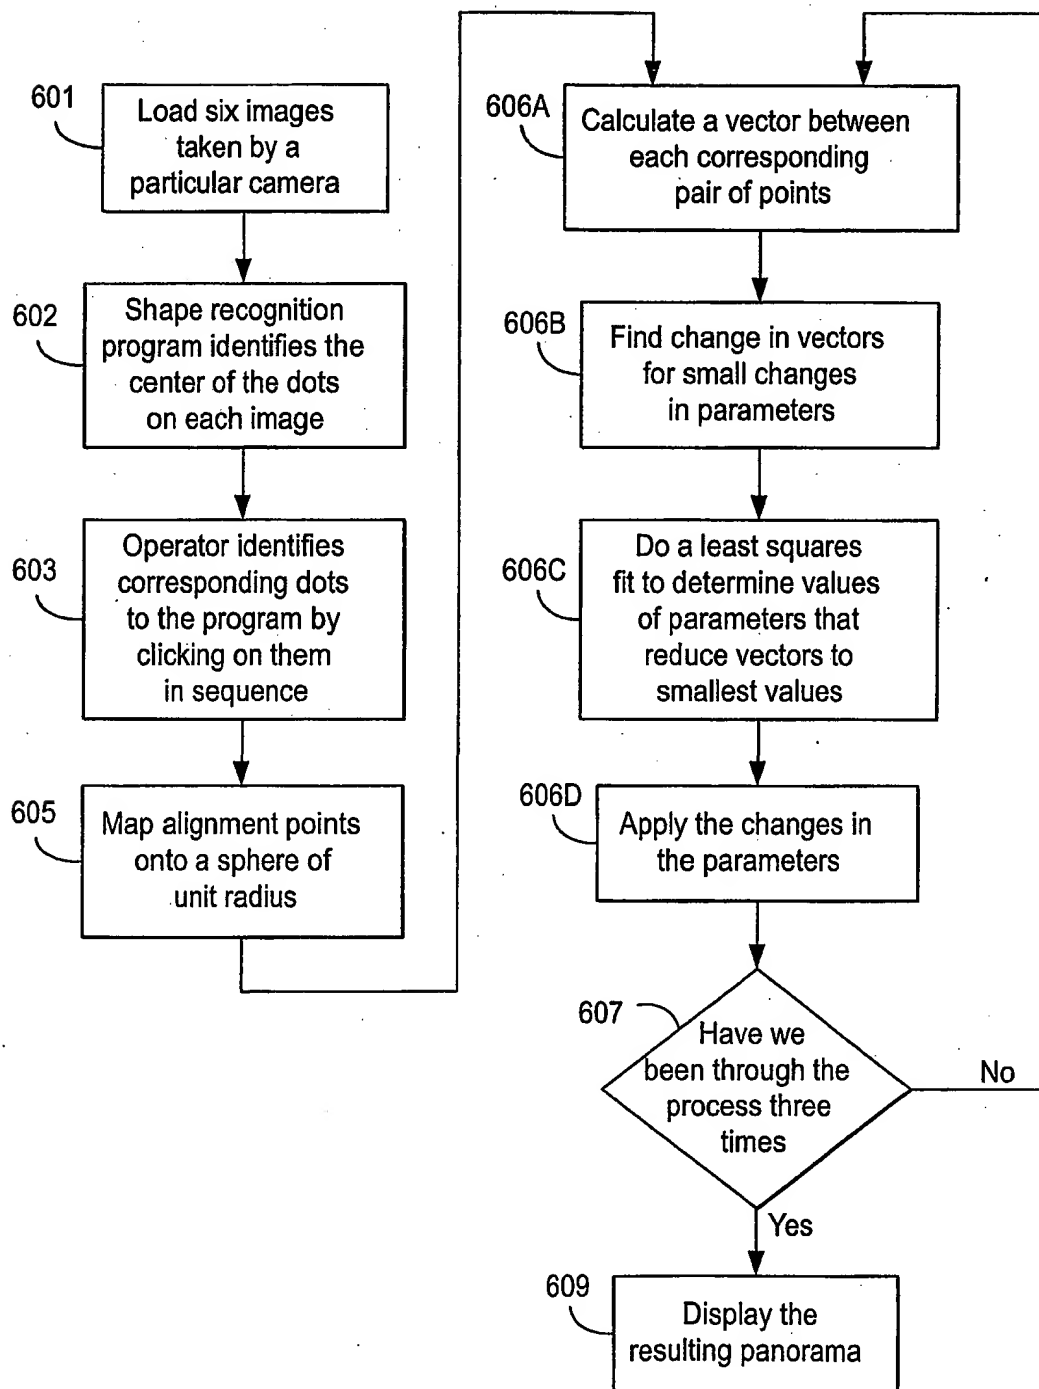 601
Load six images
taken by a
particular camera
602
Shape recognition
program identifies the
center of the dots
on each image
603
Operator identifies
corresponding dots
to the program by
clicking on them
in sequence
605
Map alignment points
onto a sphere of
unit radius
606A
Calculate a vector between
each corresponding
pair of points
606B
Find change in vectors
for small changes
in parameters
606C
Do a least squares
fit to determine values
of parameters that
reduce vectors to
smallest values
606D
Apply the changes in
the parameters
607
Have we
been through the
process three
times
No
Yes
609
Display the
resulting panorama